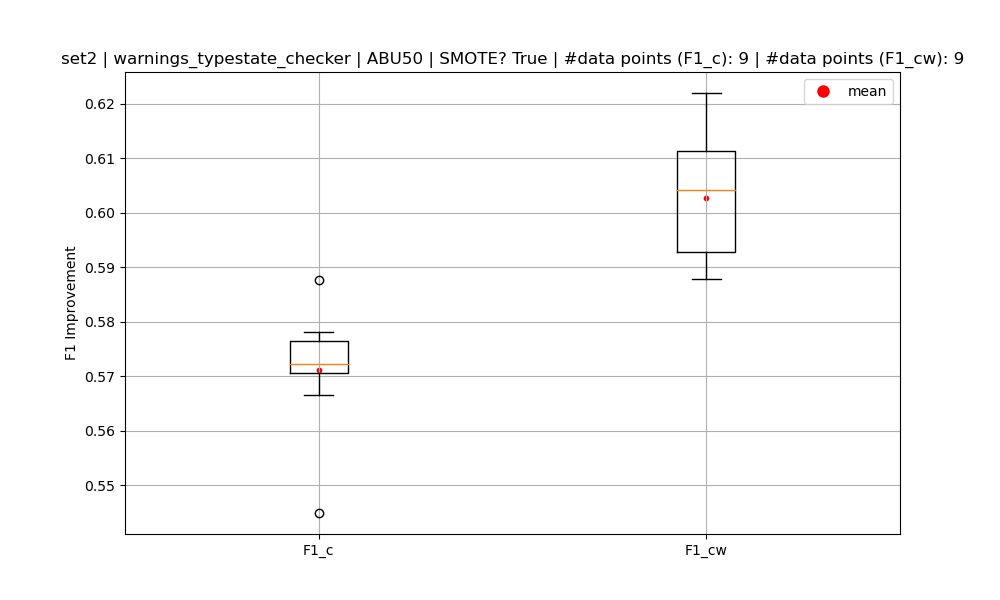 set2 | warnings_typestate_checker | ABU50 | SMOTE? True | #data points (F1_c): 9 | #data points (F1_cw): 9
mean
0.62
0.61
0.60
0.59
0.58
0.57
0.56
0.55
F1 Improvement
F1_c
F1_cw